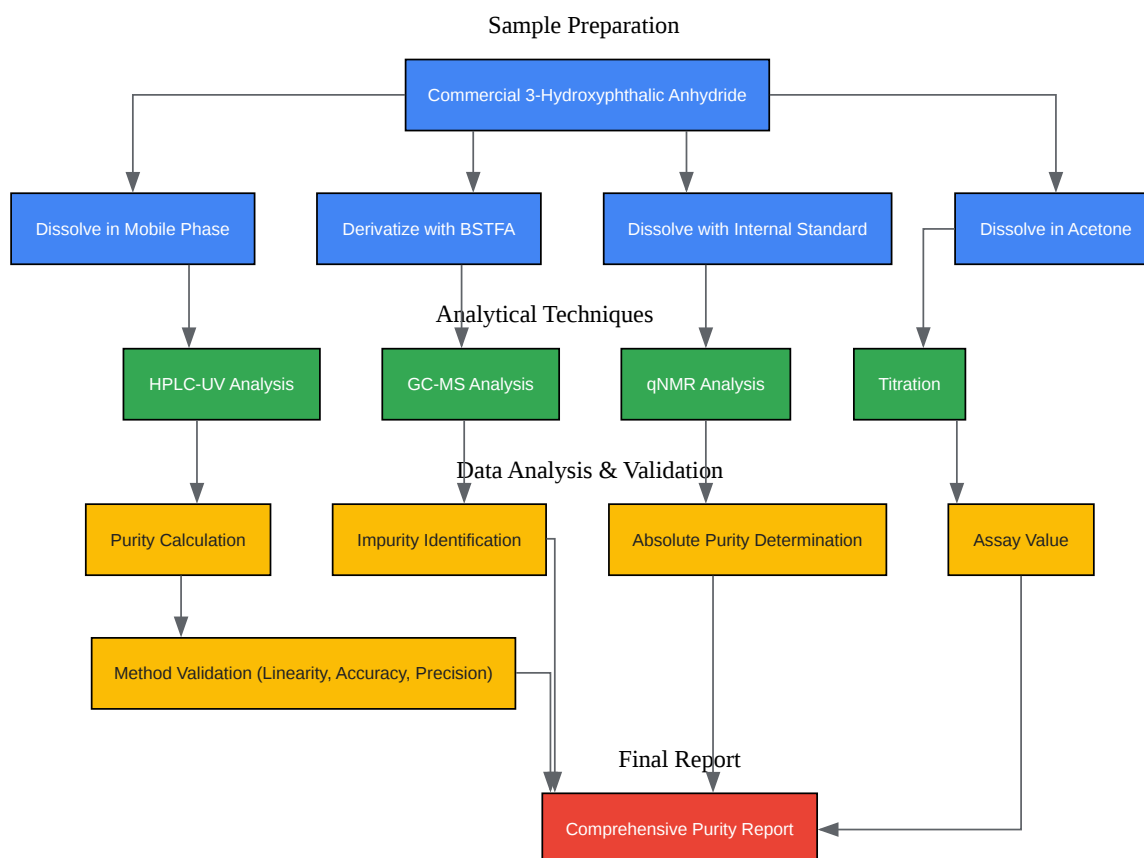 Sample Preparation
Commercial 3-Hydroxyphthalic Anhydride
Dissolve in Mobile Phase
Derivatize with BSTFA
Dissolve with Internal Standard
Dissolve in Acetone
Analytical Techniques
HPLC-UV Analysis
GC-MS Analysis
qNMR Analysis
Titration
Data Analysis & Validation
Purity Calculation
Impurity Identification
Absolute Purity Determination
Assay Value
Method Validation (Linearity, Accuracy, Precision)
Final Report
Comprehensive Purity Report